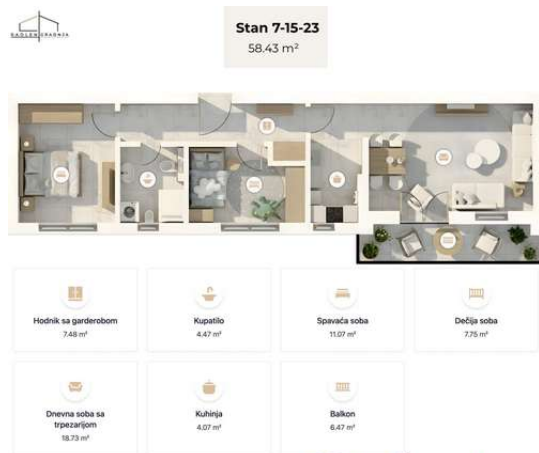 Stan 7-15-23
58.43 m²
Hodnik sa garderobom
7.48 m²
Kupatilo
4.47 m²
Spavaća soba
11.07 m²
Dečija soba
7.75 m²
Dnevna soba sa
trpezarijom
18.73 m²
Kuhinja
4.07 m²
Balkon
6.47 m²